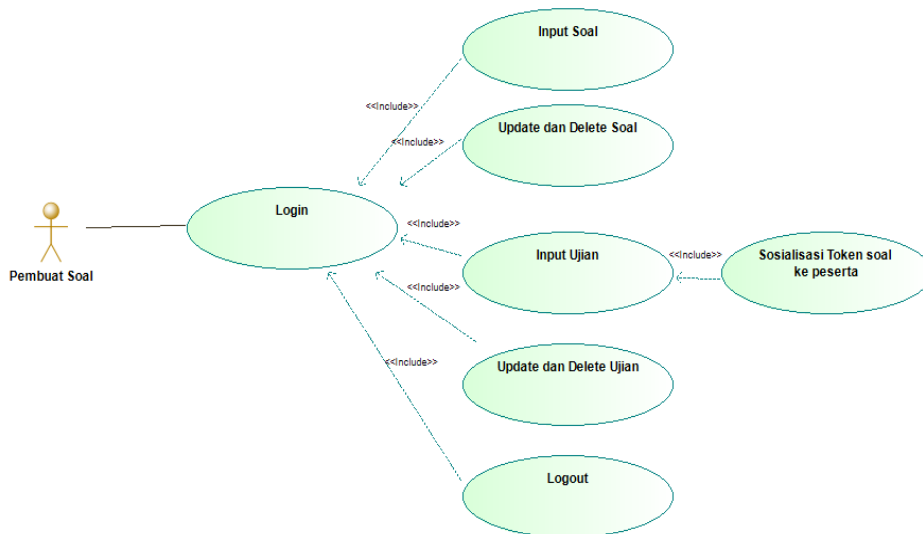 Input Soal
<<Include>>
Update dan Delete Soal
<<Include>>
Login
Pembuat Soal
<<Include>>
Input Ujian
<<Include>>
Sosialisasi Token soal
ke peserta
<<Include>>
Update dan Delete Ujian
<<Include>>
Logout